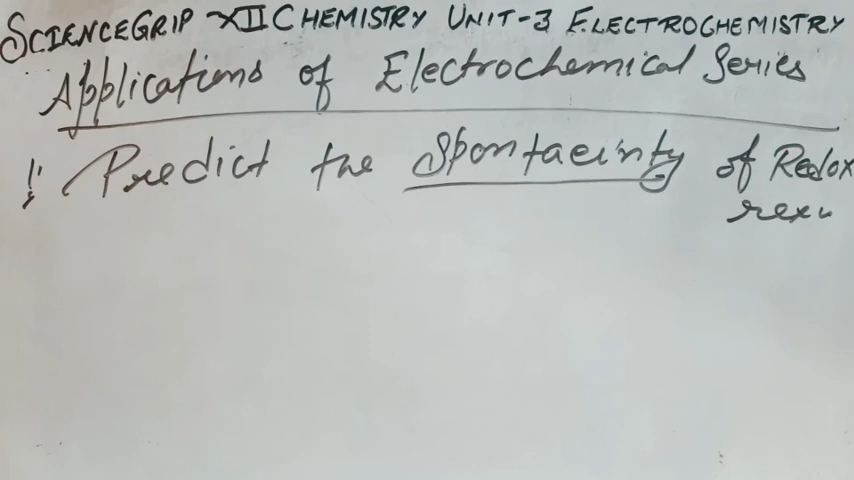 SCIENCEGRIP XII CHEMISTRY UNIT-3 ELECTROCHEMISTRY
Applications of Electrochemical Series
1. Predict the Spontaeinty of Redox
rexn